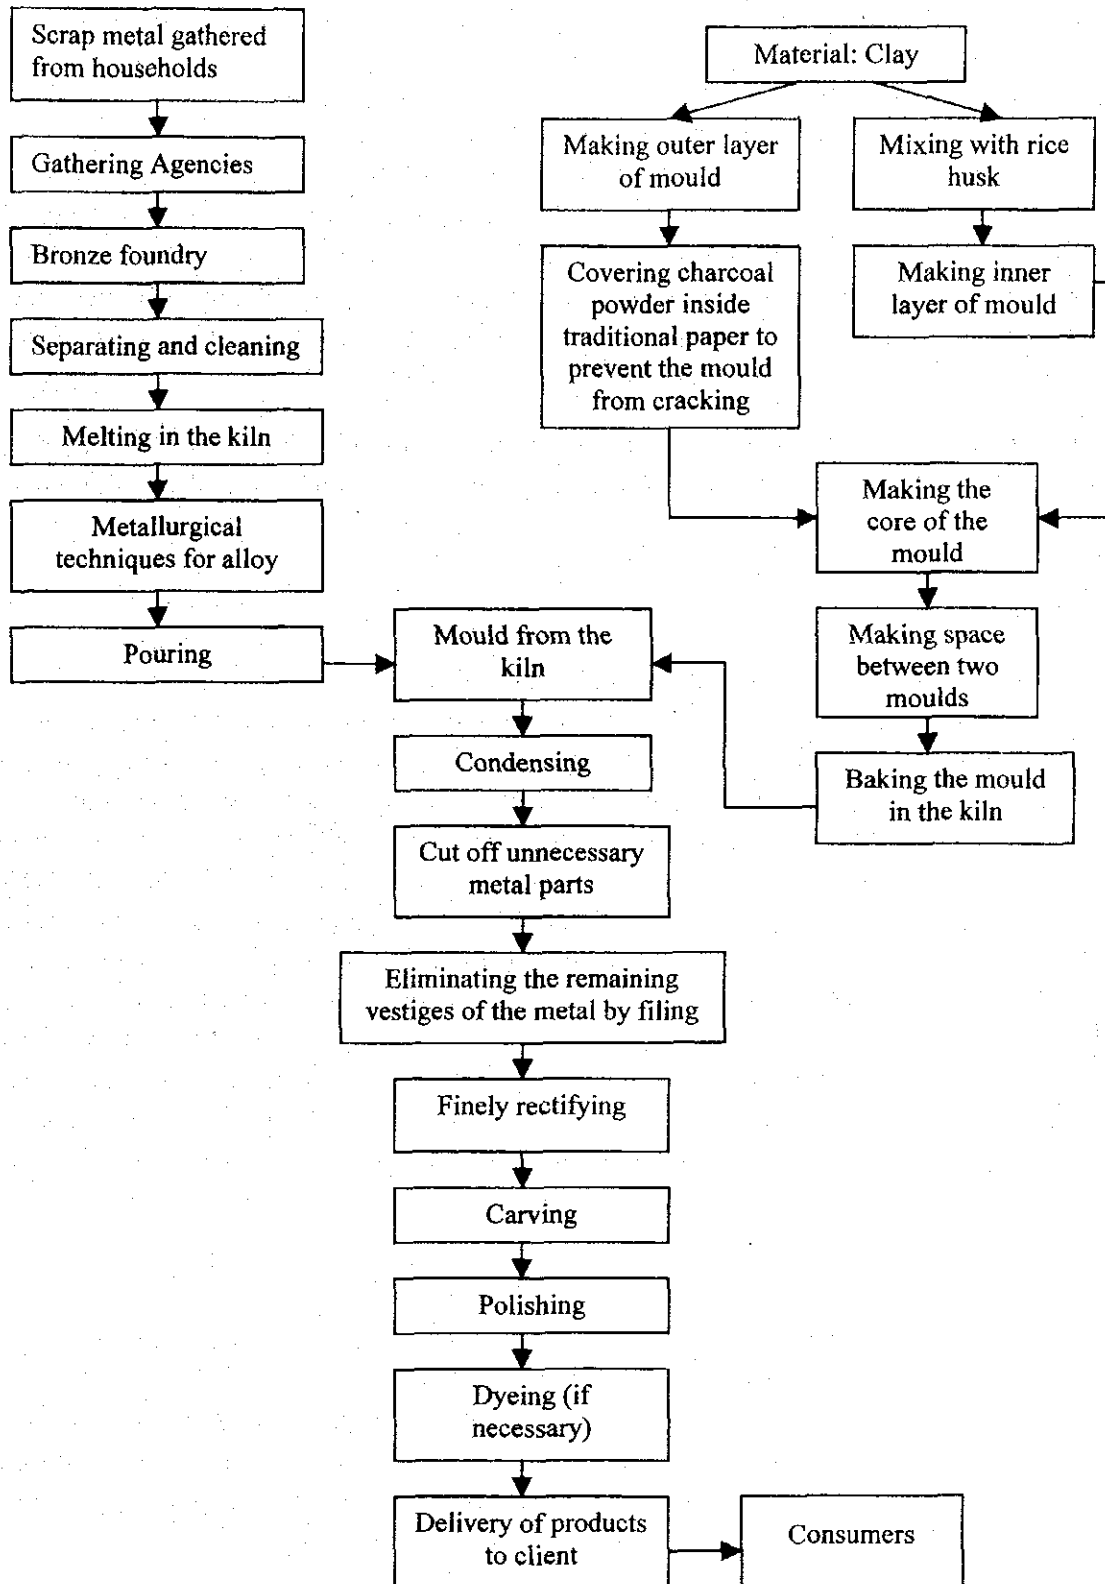 Scrap metal gathered
from households
Gathering Agencies
Bronze foundry
Separating and cleaning
Melting in the kiln
Metallurgical
techniques for alloy
Pouring
Material: Clay
Making outer layer
of mould
Mixing with rice
husk
Covering charcoal
powder inside
traditional paper to
prevent the mould
from cracking
Making inner
layer of mould
Making the
core of the
mould
Making space
between two
moulds
Baking the mould
in the kiln
Mould from the
kiln
Condensing
Cut off unnecessary
metal parts
Eliminating the remaining
vestiges of the metal by filing
Finely rectifying
Carving
Polishing
Dyeing (if
necessary)
Delivery of products
to client
Consumers